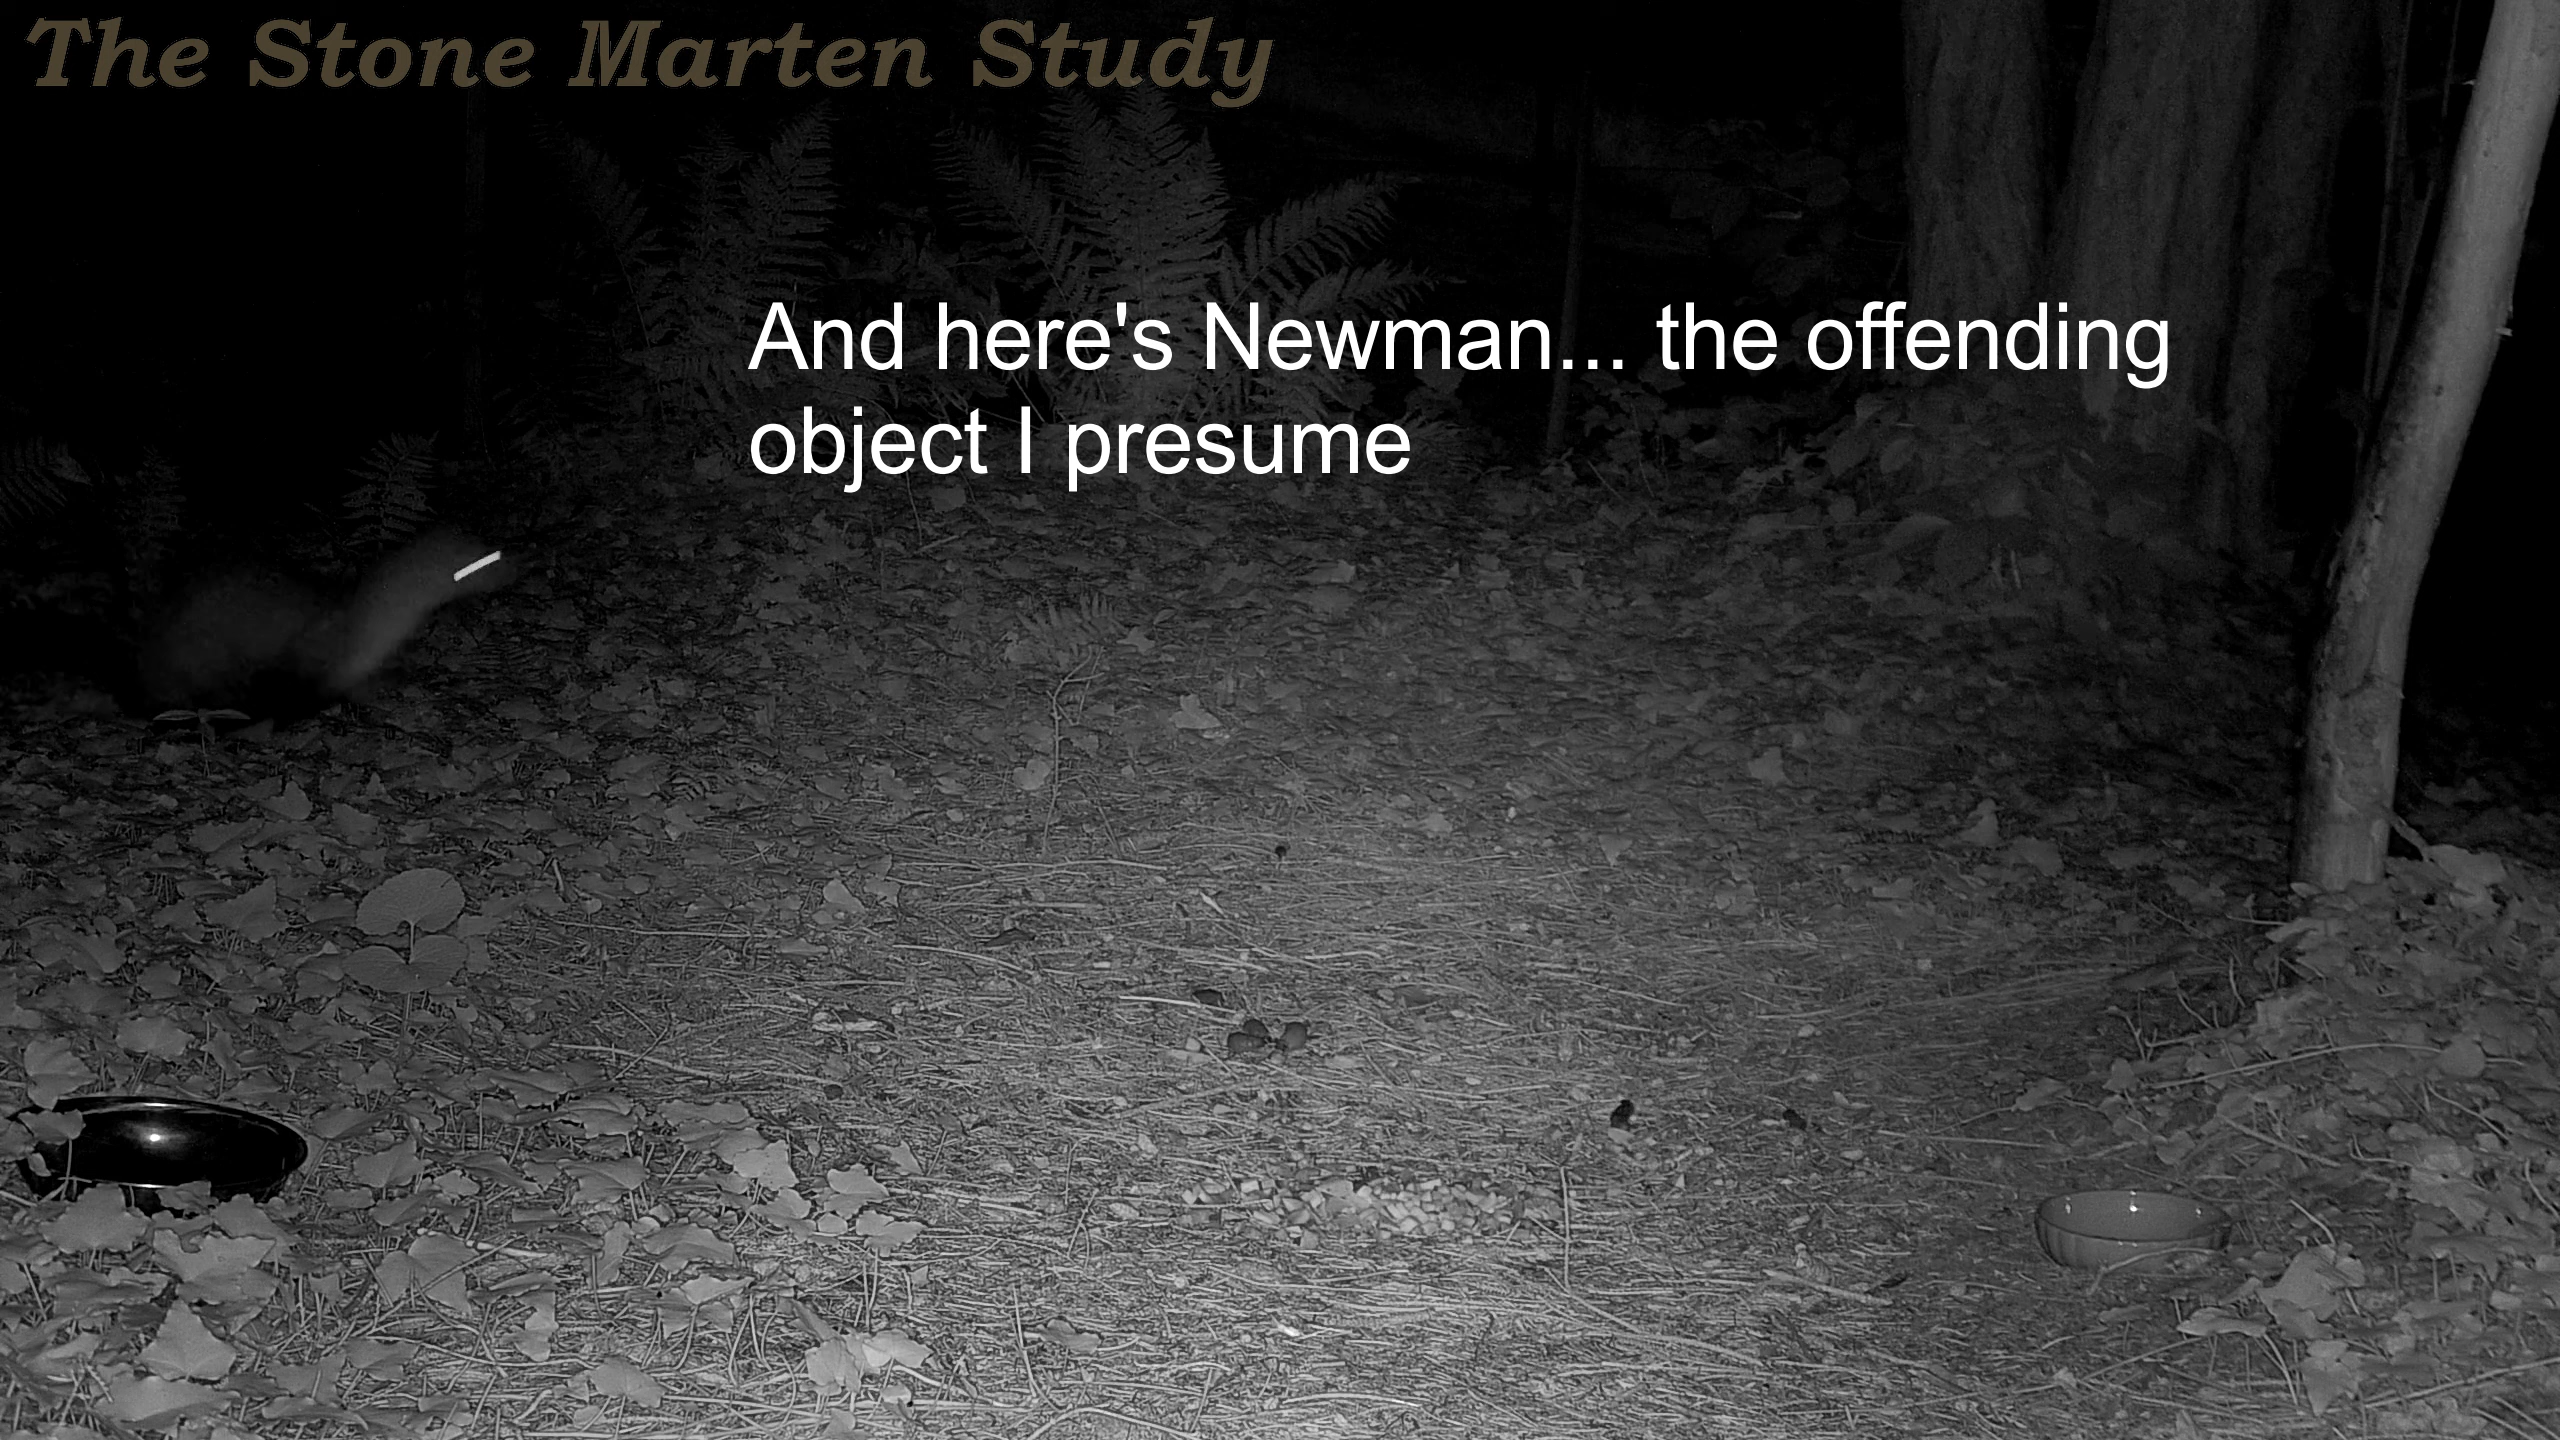 The Stone Marten Study
And here's Newman... the offending
object I presume